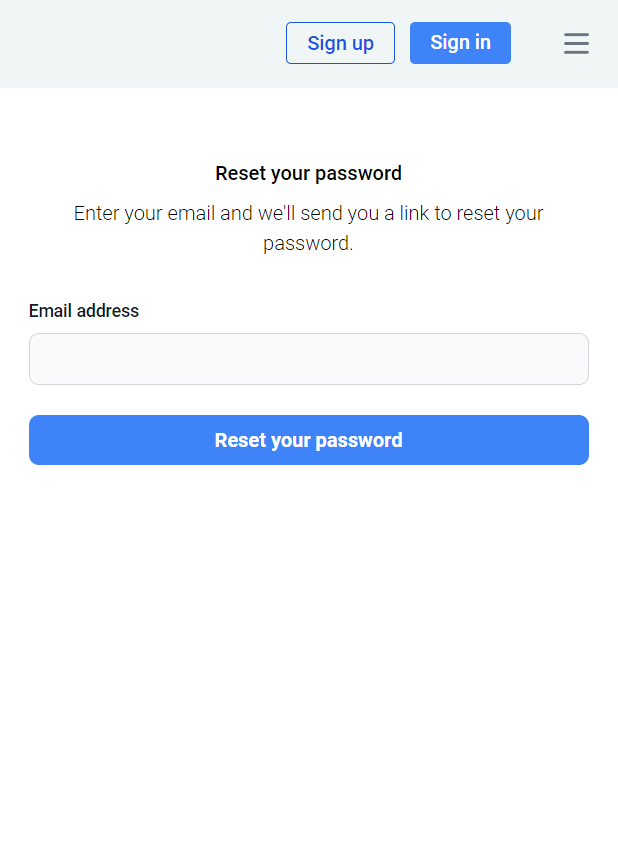 Sign up
Sign in
Reset your password
Enter your email and we'll send you a link to reset your
password.
Email address
Reset your password